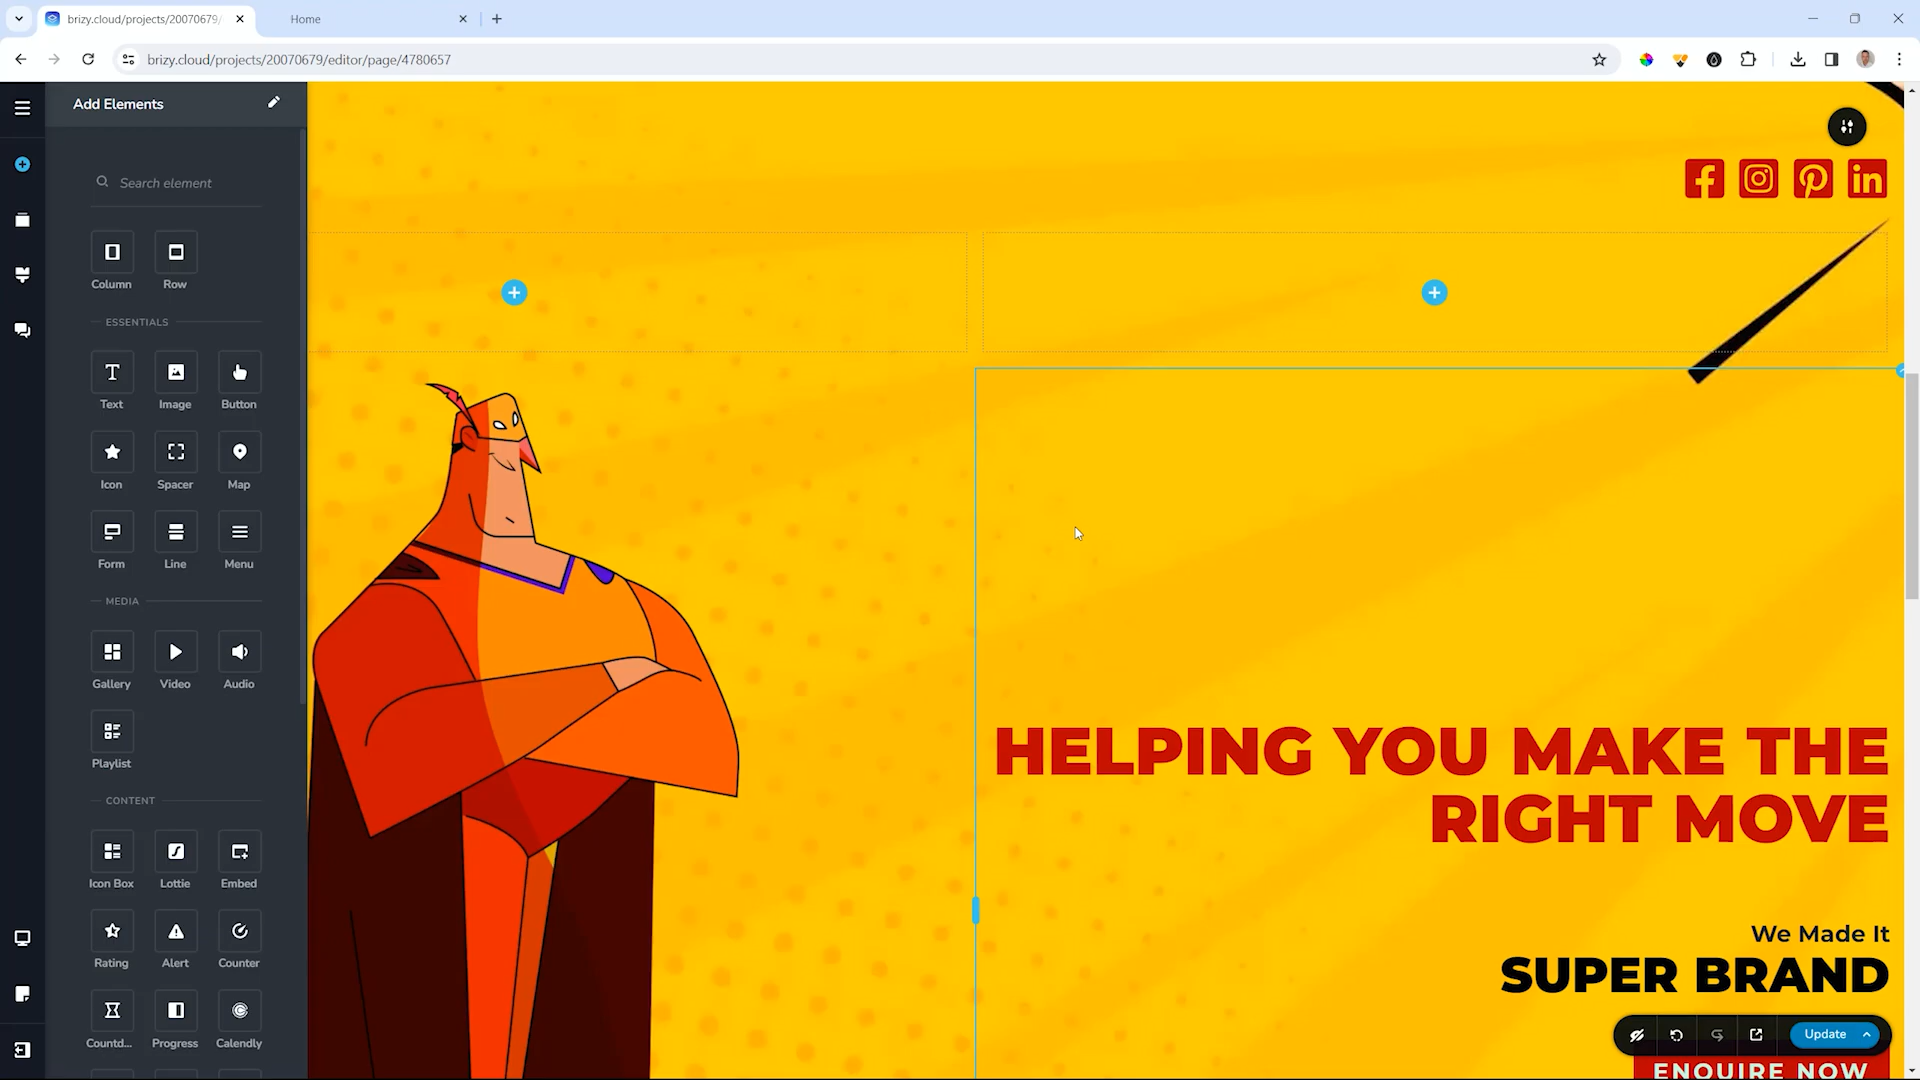 brizy.cloud/projects/20070679/
Home
brizy.cloud/projects/20070679/editor/page/4780657
Add Elements
Search element
Column
Row
ESSENTIALS
Text
Image
Button
Icon
Spacer
Map
Form
Line
Menu
MEDIA
Gallery
Video
Audio
Playlist
CONTENT
Icon Box
Lottie
Embed
Rating
Alert
Counter
Countd...
Progress
Calendly
HELPING YOU MAKE THE
RIGHT MOVE
We Made It
SUPER BRAND
Update
ENQUIRE NOW